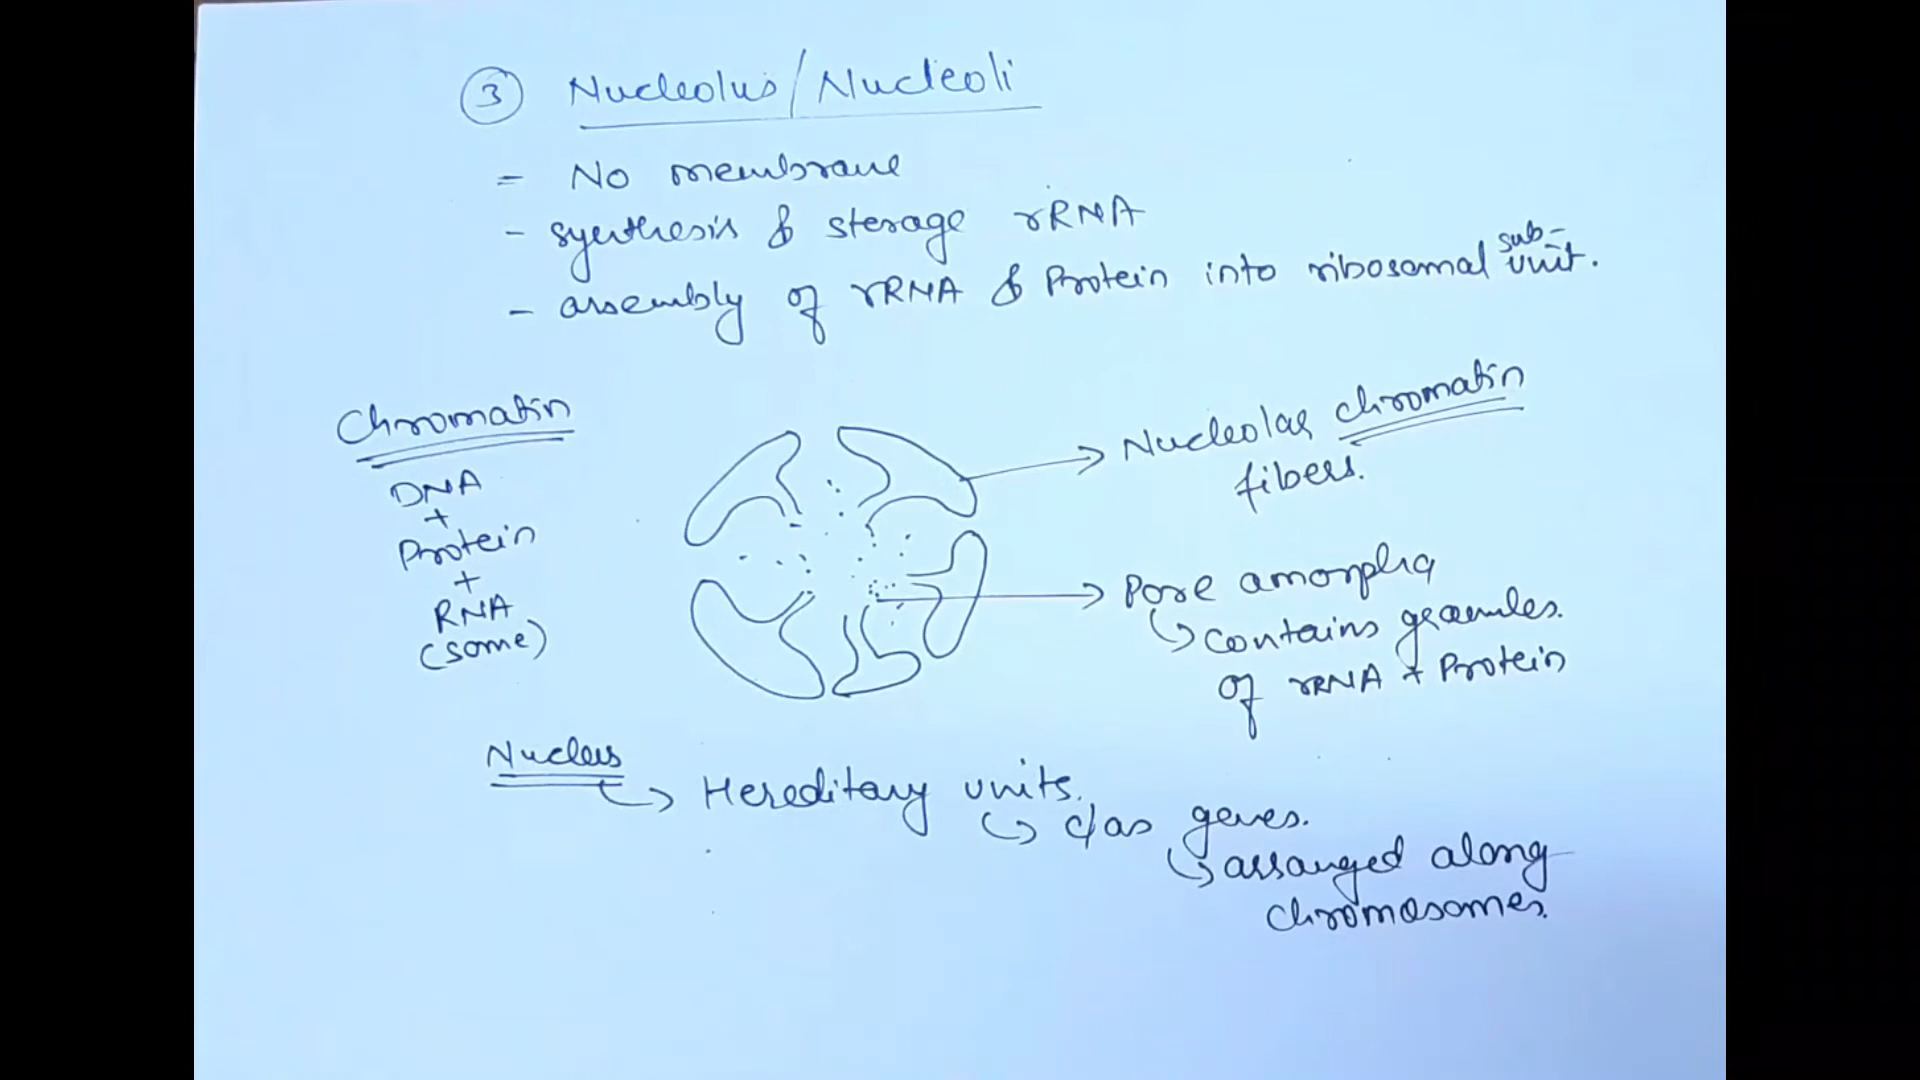 ③ Nucleolus/Nucleoli
- No membrane
- synthesis & storage rRNA
- assembly of rRNA & Protein into ribosomal sub-unit.
Chromatin
DNA
+
Protein
+
RNA
(some)
→ Nucleolar chromatin
fibers.
→ Pore amorpha
↳ contains granules.
of rRNA + Protein
Nucleus
↳ Hereditary units.
↳ c/as genes.
↳ arranged along
chromosomes.